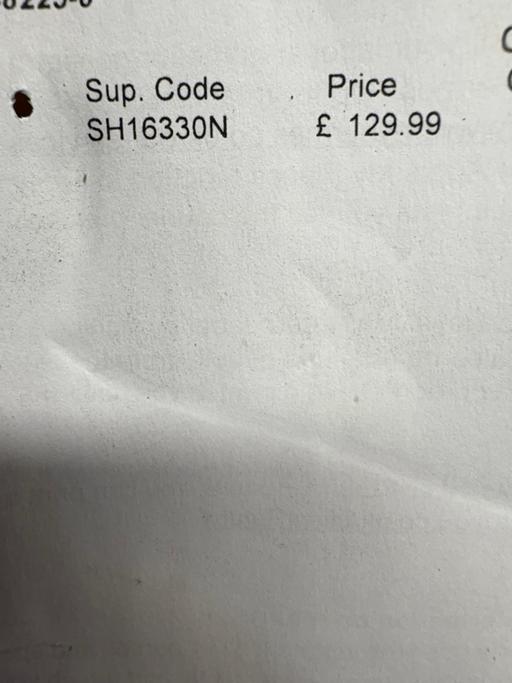 Sup. Code Price
SH16330N £ 129.99